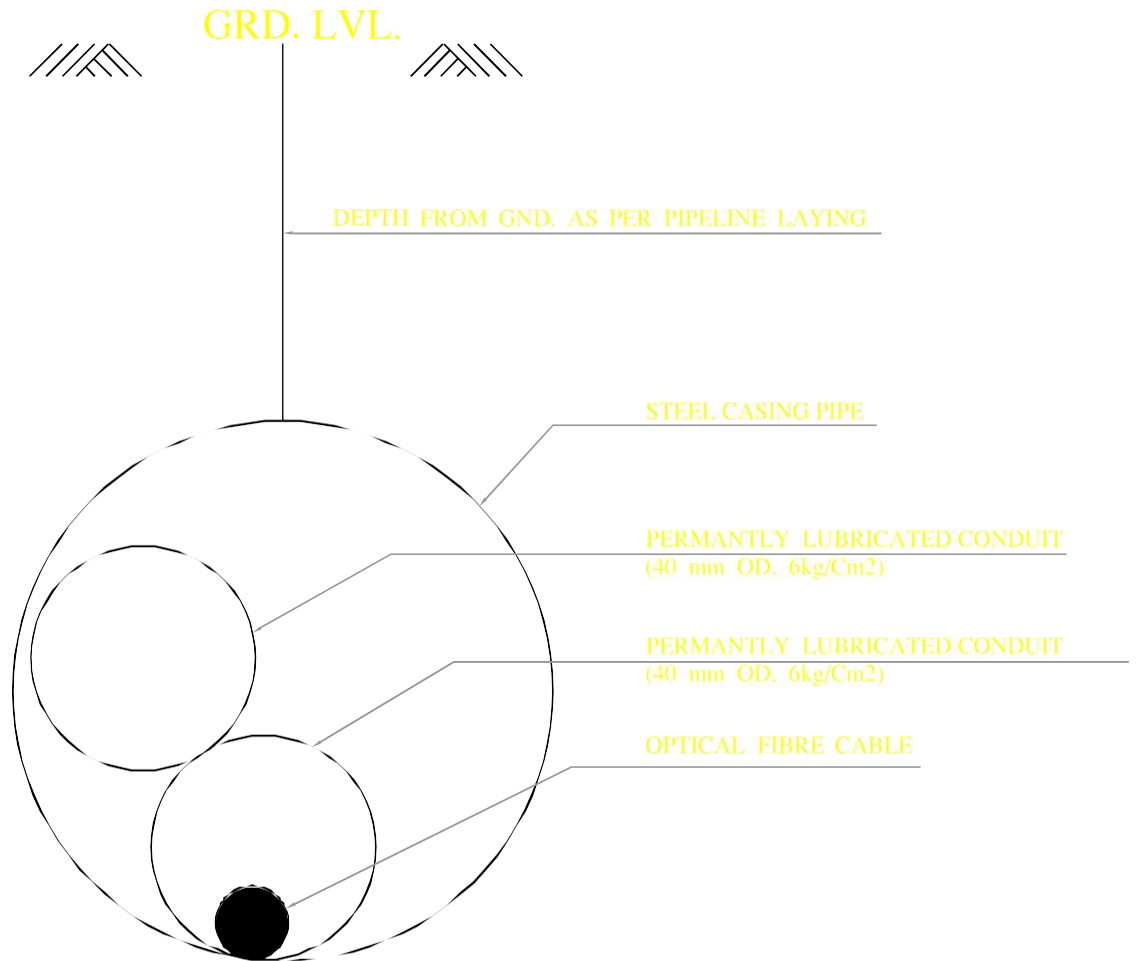 GRD. LVL.
DEPTH FROM GND. AS PER PIPELINE LAYING
STEEL CASING PIPE
PERMANTLY LUBRICATED CONDUIT
(40 mm OD. 6kg/Cm2)
PERMANTLY LUBRICATED CONDUIT
(40 mm OD. 6kg/Cm2)
OPTICAL FIBRE CABLE